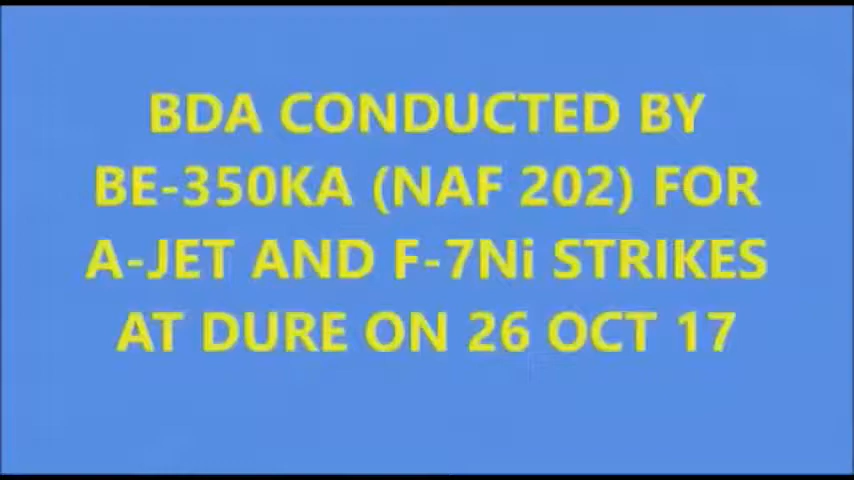 BDA CONDUCTED BY
BE-350KA (NAF 202) FOR
A-JET AND F-7Ni STRIKES
AT DURE ON 26 OCT 17